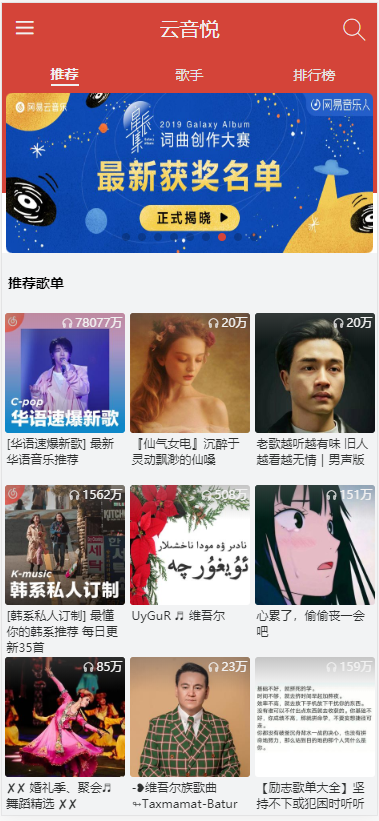 云音悦
推荐
歌手
排行榜
网易云音乐
网易音乐人
2019 Galaxy Album
词曲创作大赛
最新获奖名单
正式揭晓
推荐歌单
78077万
C-pop
华语速爆新歌
[华语速爆新歌] 最新
华语音乐推荐
20万
『仙气女电』沉醉于
灵动飘渺的仙嗓
20万
老歌越听越有味 旧人
越看越无情 | 男声版
1562万
K-music
韩系私人订制
[韩系私人订制] 最懂
你的韩系推荐 每日更
新35首
508万
نادىر ۋە مودا ناخشىلار
ئۇيغۇرچە
UyGuR ♬ 维吾尔
151万
心累了，偷偷丧一会
吧
85万
✘✘ 婚礼季、聚会♬
舞蹈精选 ✘✘
23万
-❥维吾尔族歌曲
↬Taxmamat-Batur
159万
【励志歌单大全】坚
持不下或犯困时听听